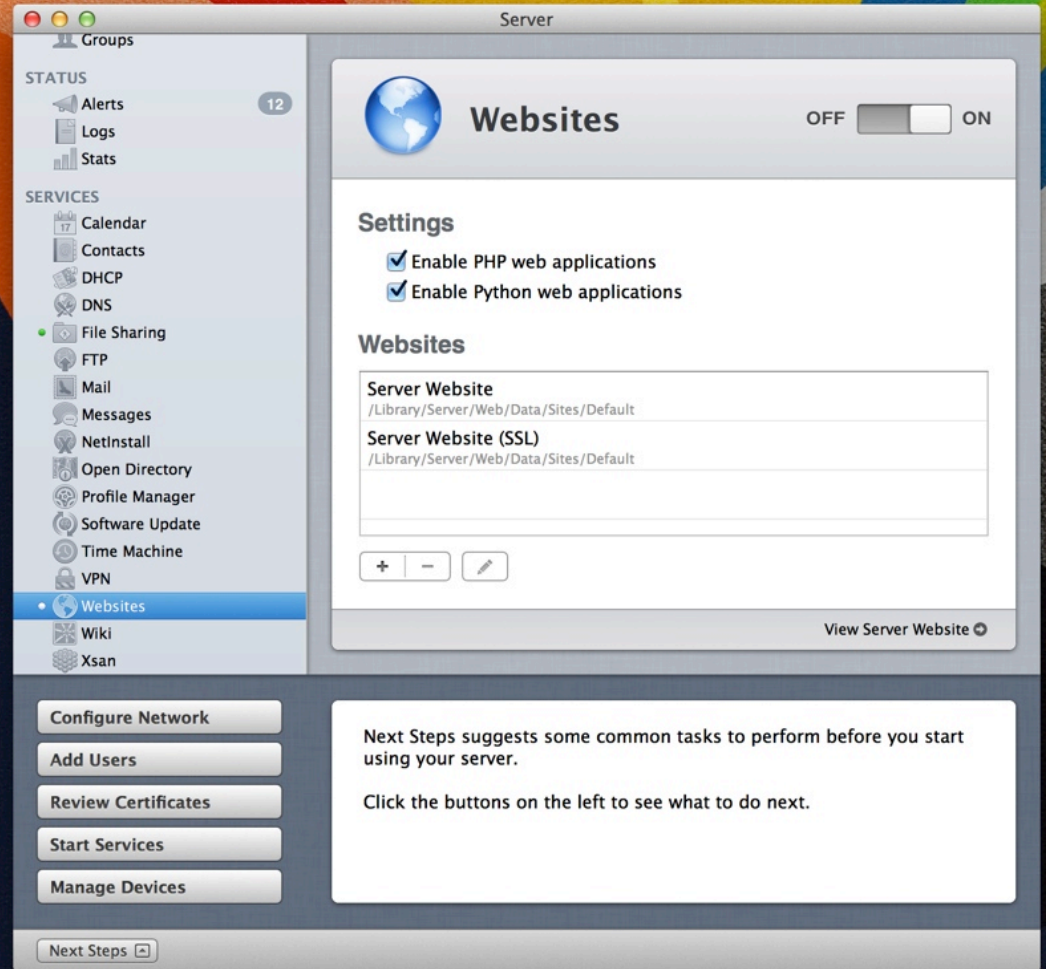 Server
Groups
STATUS
Alerts 12
Logs
Stats
SERVICES
17 Calendar
Contacts
DHCP
DNS
File Sharing
FTP
Mail
Messages
NetInstall
Open Directory
Profile Manager
Software Update
Time Machine
VPN
Websites
Wiki
Xsan
Websites
OFF ON
Settings
Enable PHP web applications
Enable Python web applications
Websites
Server Website
/Library/Server/Web/Data/Sites/Default
Server Website (SSL)
/Library/Server/Web/Data/Sites/Default
View Server Website
Configure Network
Add Users
Review Certificates
Start Services
Manage Devices
Next Steps suggests some common tasks to perform before you start
using your server.
Click the buttons on the left to see what to do next.
Next Steps